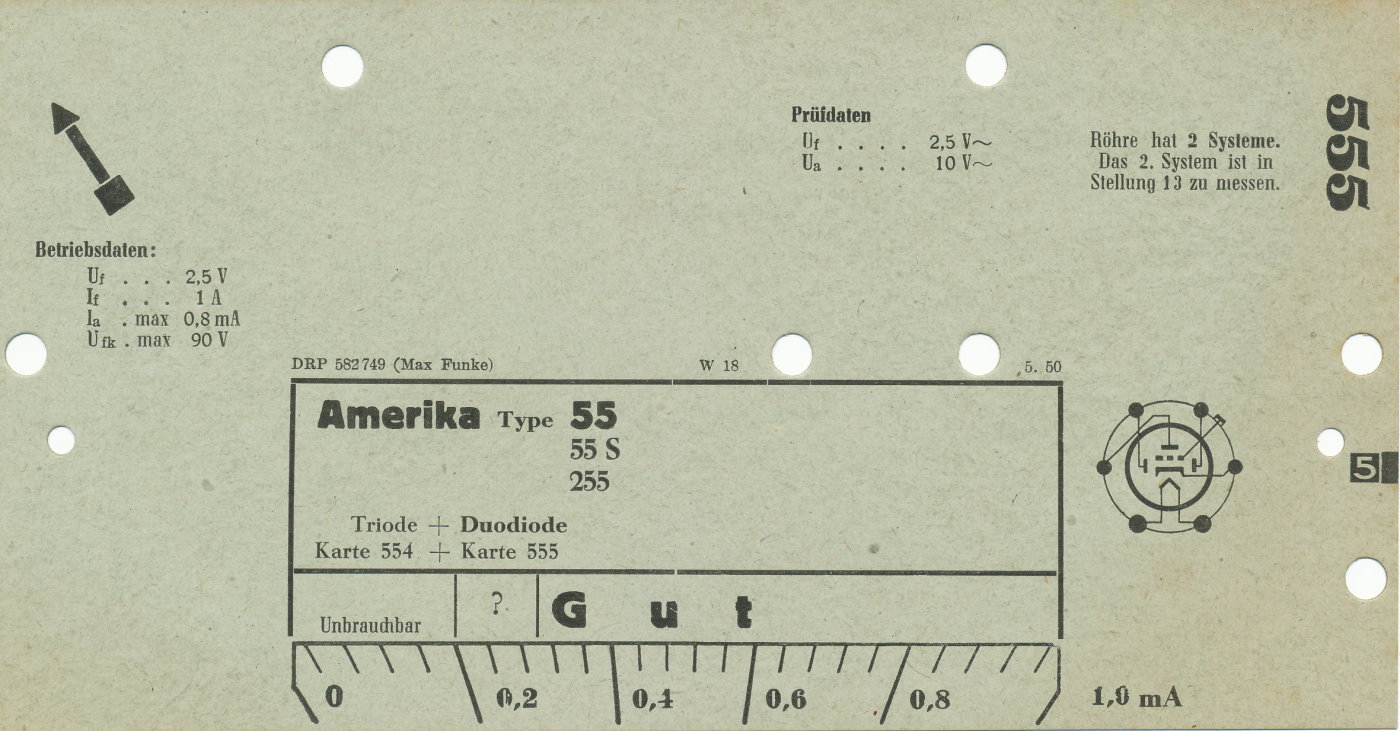 Prüfdaten
Uf . . . . 2,5 V~
Ua . . . . 10 V~
Röhre hat 2 Systeme.
Das 2. System ist in
Stellung 13 zu messen.
555
Betriebsdaten:
Uf . . . 2,5 V
If . . . 1 A
Ia . max 0,8 mA
Ufk . max 90 V
DRP 582 749 (Max Funke) W 18 5. 50
Amerika Type 55
55 S
255
Triode + Duodiode
Karte 554 + Karte 555
5
Unbrauchbar ? Gut
0 0,2 0,4 0,6 0,8 1,0 mA